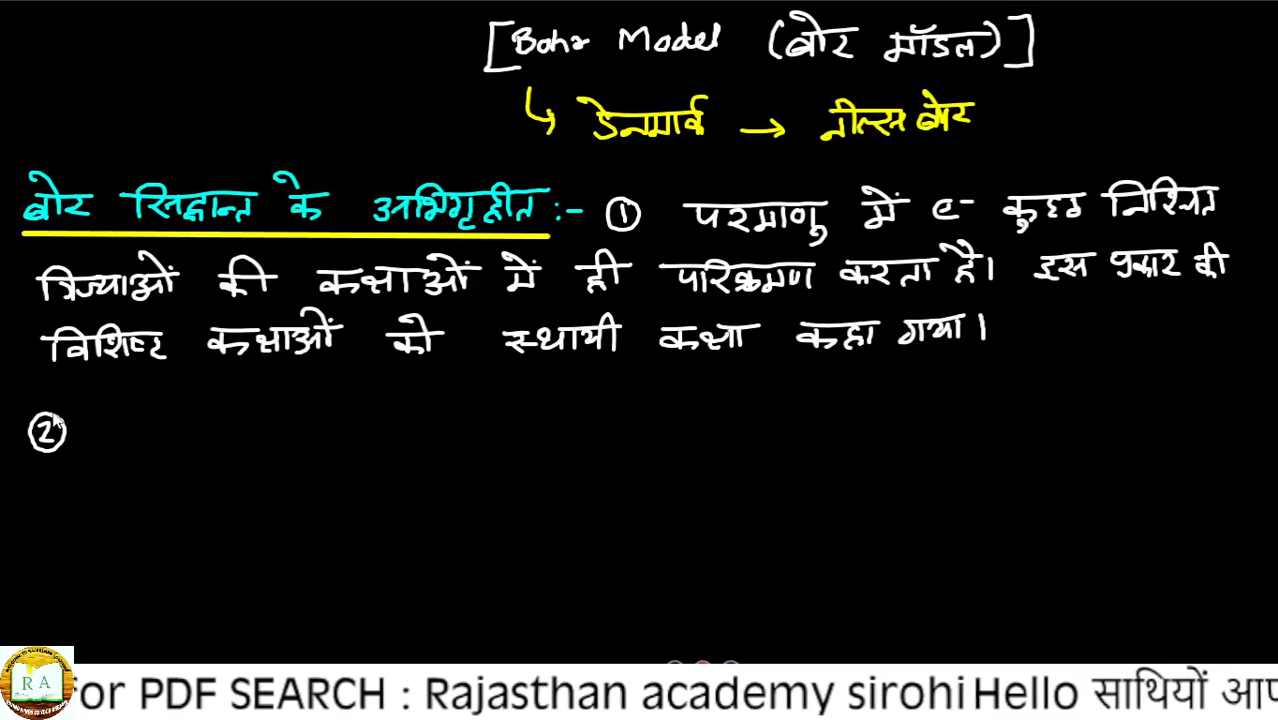 [Bohr Model (बोर मॉडल)]
↳ डेनमार्क → नील्स बोर
बोर सिद्धान्त के अभिगृहीत :- ① परमाणु में e- कुछ निश्चित
त्रिज्याओं की कक्षाओं में ही परिक्रमण करता है। इस प्रकार की
विशिष्ट कक्षाओं को स्थायी कक्षा कहा गया।
②
RA
For PDF SEARCH : Rajasthan academy sirohi Hello साथियों आप